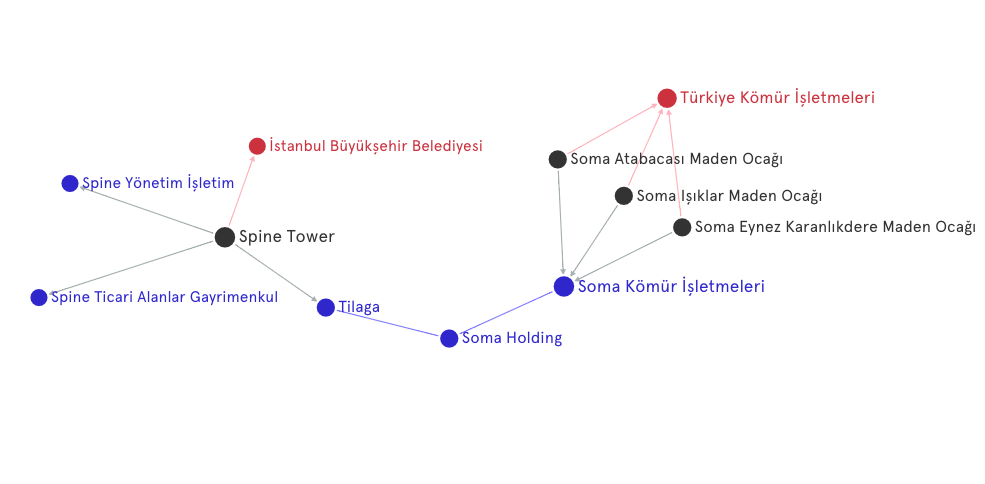 Türkiye Kömür İşletmeleri
İstanbul Büyükşehir Belediyesi
Soma Atabacası Maden Ocağı
Spine Yönetim İşletim
Soma Işıklar Maden Ocağı
Soma Eynez Karanlıkdere Maden Ocağı
Spine Tower
Soma Kömür İşletmeleri
Spine Ticari Alanlar Gayrimenkul
Tilaga
Soma Holding